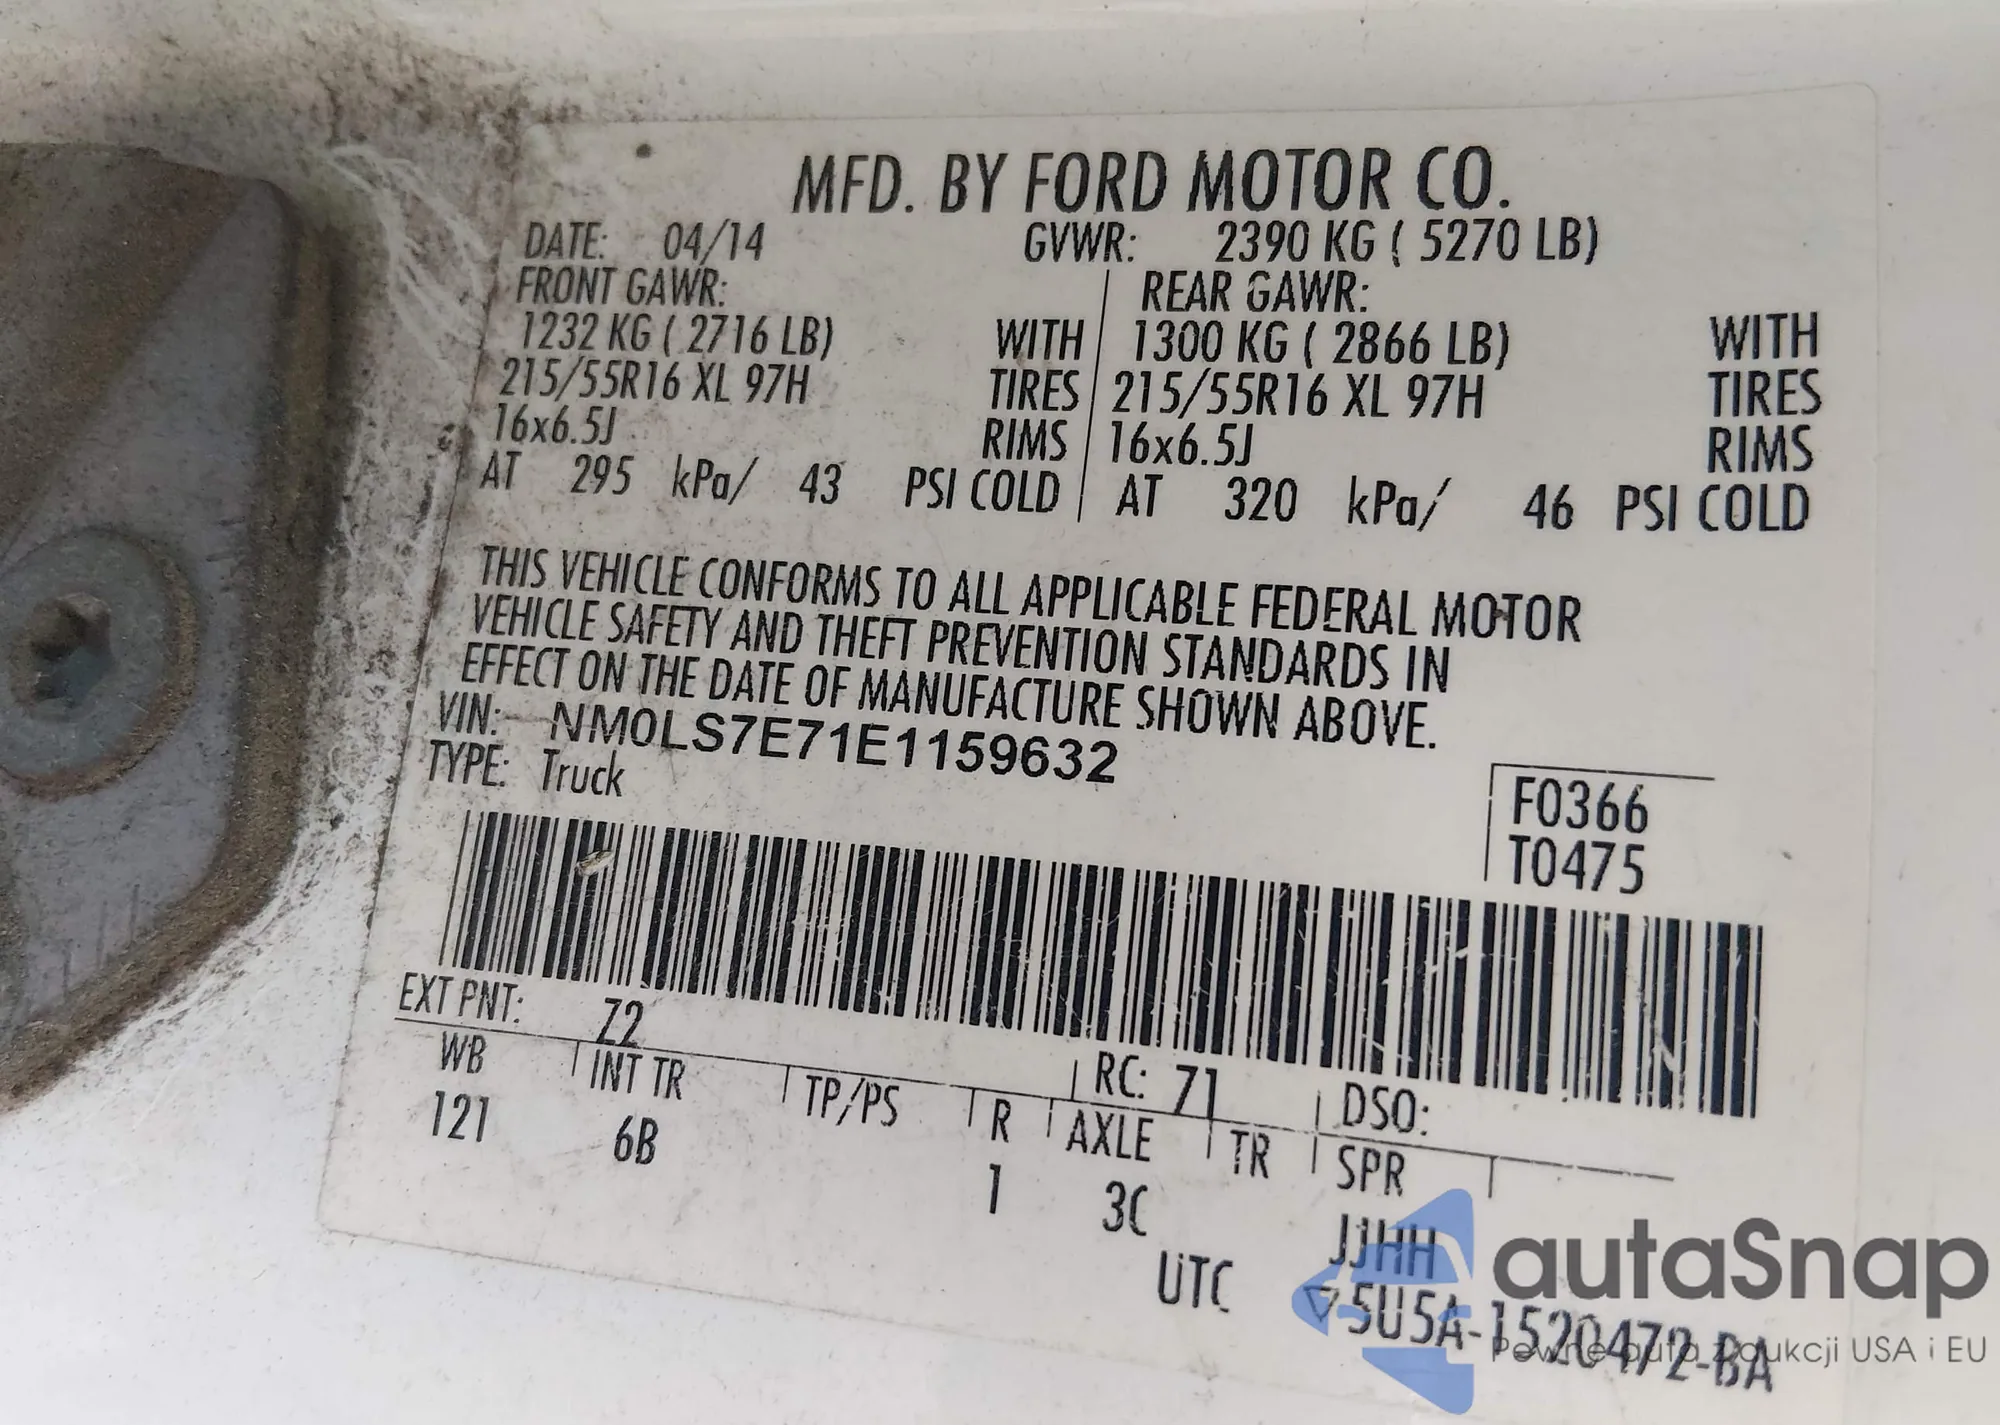 MFD. BY FORD MOTOR CO.
DATE: 04/14 GVWR: 2390 KG ( 5270 LB)
FRONT GAWR: REAR GAWR:
1232 KG ( 2716 LB) WITH 1300 KG ( 2866 LB) WITH
215/55R16 XL 97H TIRES 215/55R16 XL 97H TIRES
16x6.5J RIMS 16x6.5J RIMS
AT 295 kPa/ 43 PSI COLD AT 320 kPa/ 46 PSI COLD
THIS VEHICLE CONFORMS TO ALL APPLICABLE FEDERAL MOTOR
VEHICLE SAFETY AND THEFT PREVENTION STANDARDS IN
EFFECT ON THE DATE OF MANUFACTURE SHOWN ABOVE.
VIN: NM0LS7E71E1159632
TYPE: Truck
F0366
T0475
EXT PNT: Z2 RC: 71 DSO:
WB INT TR TP/PS R AXLE TR SPR
121 6B 1 3C JJHH
UTC ▽5U5A-1520472-BA
autaSnap
Pewne auta z aukcji USA i EU